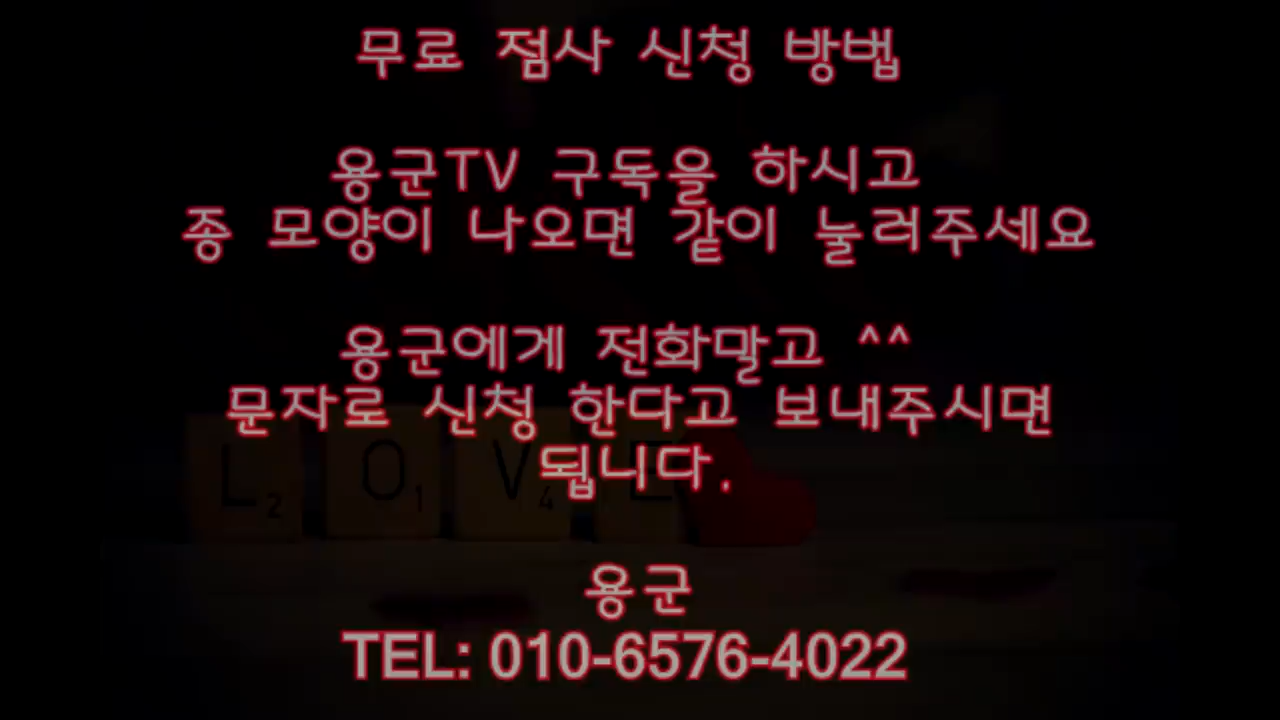 무료 점사 신청 방법
용군TV 구독을 하시고
종 모양이 나오면 같이 눌러주세요
용군에게 전화말고 ^^
문자로 신청 한다고 보내주시면
됩니다.
L2 O1 V4 E
용군
TEL: 010-6576-4022